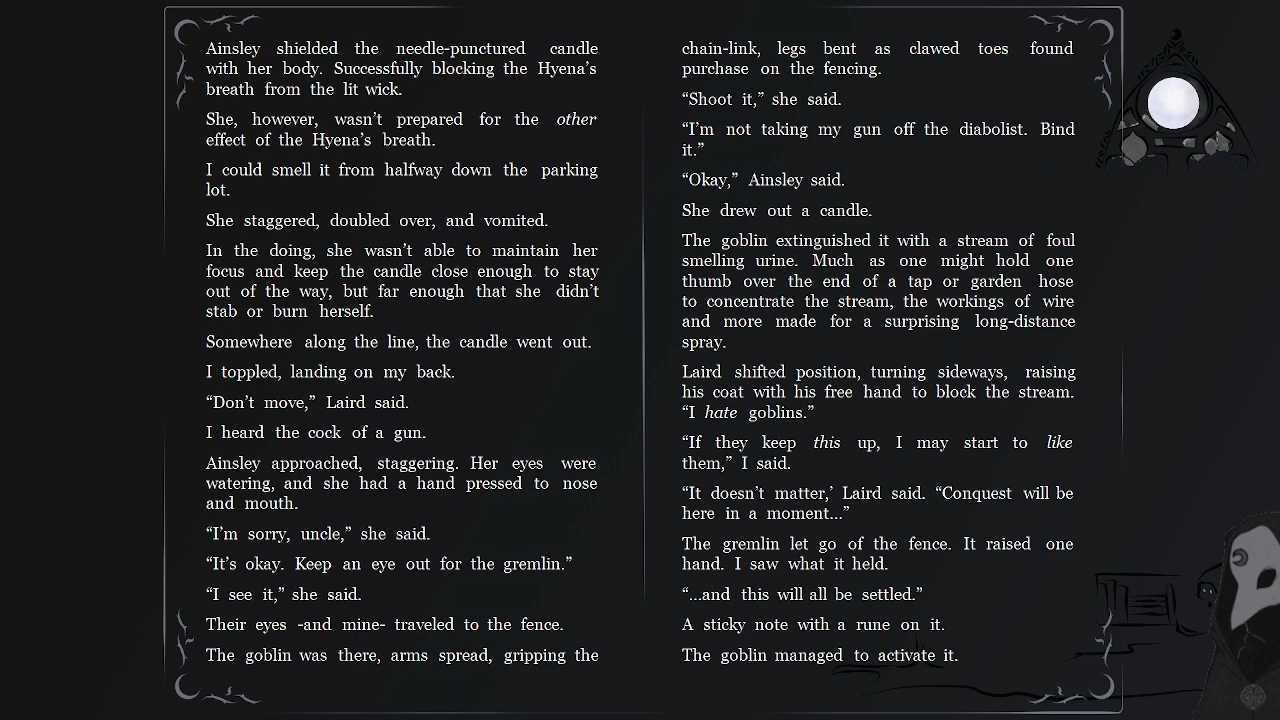 Ainsley shielded the needle-punctured candle
with her body. Successfully blocking the Hyena’s
breath from the lit wick.
She, however, wasn’t prepared for the other
effect of the Hyena’s breath.
I could smell it from halfway down the parking
lot.
She staggered, doubled over, and vomited.
In the doing, she wasn’t able to maintain her
focus and keep the candle close enough to stay
out of the way, but far enough that she didn’t
stab or burn herself.
Somewhere along the line, the candle went out.
I toppled, landing on my back.
“Don’t move,” Laird said.
I heard the cock of a gun.
Ainsley approached, staggering. Her eyes were
watering, and she had a hand pressed to nose
and mouth.
“I’m sorry, uncle,” she said.
“It’s okay. Keep an eye out for the gremlin.”
“I see it,” she said.
Their eyes -and mine- traveled to the fence.
The goblin was there, arms spread, gripping the
chain-link, legs bent as clawed toes found
purchase on the fencing.
“Shoot it,” she said.
“I’m not taking my gun off the diabolist. Bind
it.”
“Okay,” Ainsley said.
She drew out a candle.
The goblin extinguished it with a stream of foul
smelling urine. Much as one might hold one
thumb over the end of a tap or garden hose
to concentrate the stream, the workings of wire
and more made for a surprising long-distance
spray.
Laird shifted position, turning sideways, raising
his coat with his free hand to block the stream.
“I hate goblins.”
“If they keep this up, I may start to like
them,” I said.
“It doesn’t matter,’ Laird said. “Conquest will be
here in a moment…”
The gremlin let go of the fence. It raised one
hand. I saw what it held.
“…and this will all be settled.”
A sticky note with a rune on it.
The goblin managed to activate it.